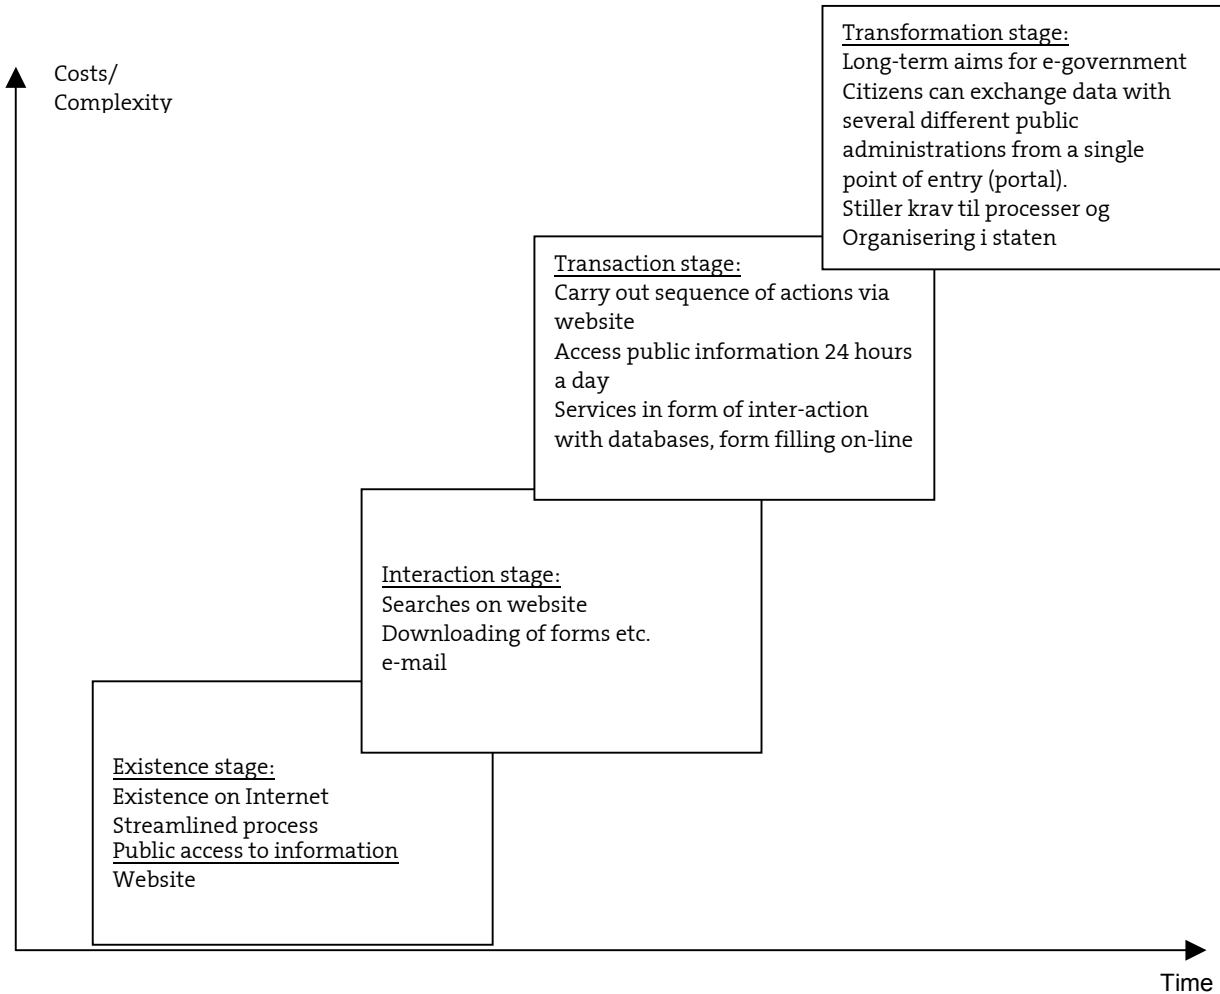 Costs/
Complexity
Transformation stage:
Long-term aims for e-government
Citizens can exchange data with
several different public
administrations from a single
point of entry (portal).
Stiller krav til processer og
Organisering i staten
Transaction stage:
Carry out sequence of actions via
website
Access public information 24 hours
a day
Services in form of inter-action
with databases, form filling on-line
Interaction stage:
Searches on website
Downloading of forms etc.
e-mail
Existence stage:
Existence on Internet
Streamlined process
Public access to information
Website
Time